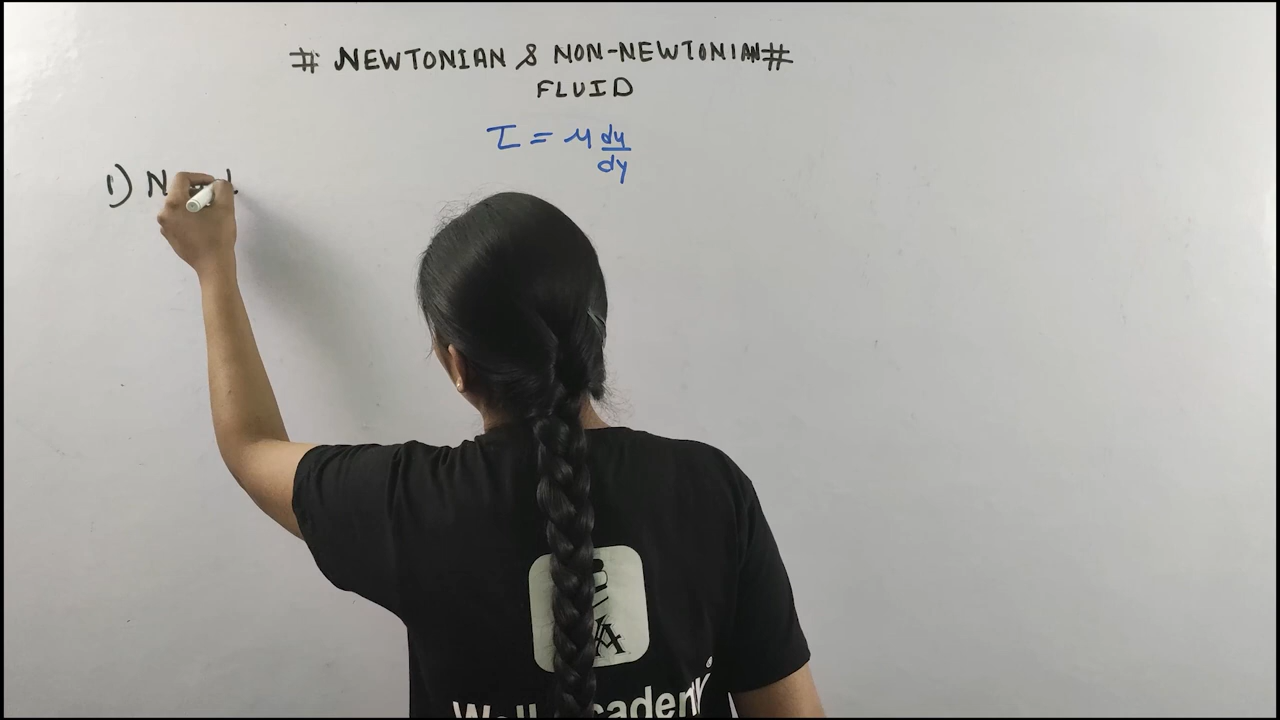 # NEWTONIAN & NON-NEWTONIAN #
FLUID
τ = μ du/dy
1) N